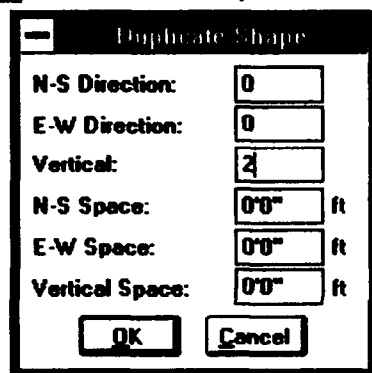 Duplicate Shape
N-S Direction: 0
E-W Direction: 0
Vertical: 2
N-S Space: 0'0" ft
E-W Space: 0'0" ft
Vertical Space: 0'0" ft
OK Cancel